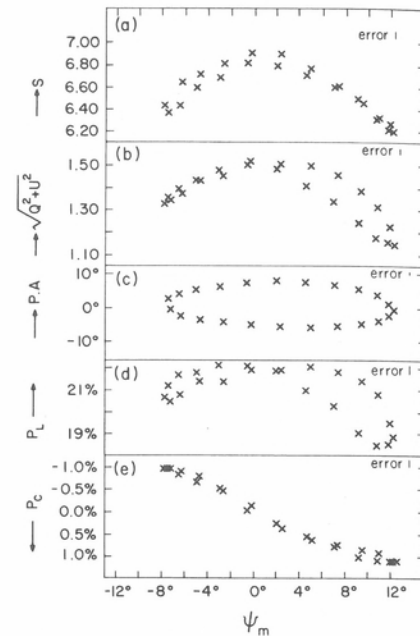 (a)
error I
7.00
6.80
6.60
6.40
6.20
S
(b)
error I
1.50
1.30
1.10
√Q²+U²
(c)
error I
10°
0°
-10°
P.A
(d)
error I
21%
19%
P_L
(e)
error I
-1.0%
-0.5%
0.0%
0.5%
1.0%
P_C
-12° -8° -4° 0° 4° 8° 12°
ψ_m